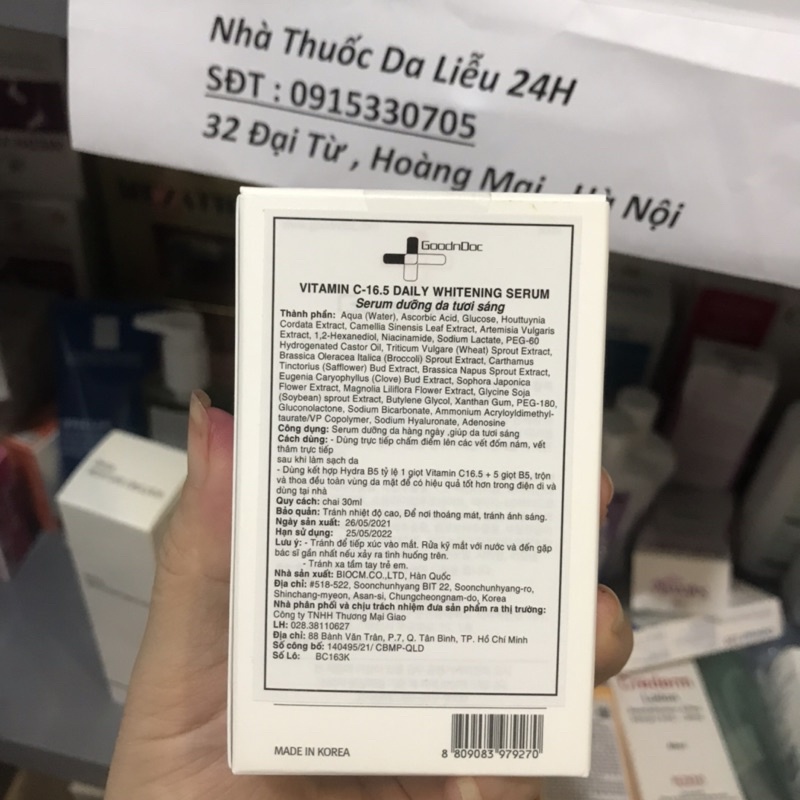 Nhà Thuốc Da Liễu 24H
SĐT : 0915330705
32 Đại Từ , Hoàng Mai , Hà Nội
GoodnDoc
VITAMIN C-16.5 DAILY WHITENING SERUM
Serum dưỡng da tươi sáng
Thành phần: Aqua (Water), Ascorbic Acid, Glucose, Houttuynia
Cordata Extract, Camellia Sinensis Leaf Extract, Artemisia Vulgaris
Extract, 1,2-Hexanediol, Niacinamide, Sodium Lactate, PEG-60
Hydrogenated Castor Oil, Triticum Vulgare (Wheat) Sprout Extract,
Brassica Oleracea Italica (Broccoli) Sprout Extract, Carthamus
Tinctorius (Safflower) Bud Extract, Brassica Napus Sprout Extract,
Eugenia Caryophyllus (Clove) Bud Extract, Sophora Japonica
Flower Extract, Magnolia Liliflora Flower Extract, Glycine Soja
(Soybean) sprout Extract, Butylene Glycol, Xanthan Gum, PEG-180,
Gluconolactone, Sodium Bicarbonate, Ammonium Acryloyldimethyl-
taurate/VP Copolymer, Sodium Hyaluronate, Adenosine
Công dụng: Serum dưỡng da hàng ngày ,giúp da tươi sáng
Cách dùng: - Dùng trực tiếp chấm điểm lên các vết đốm nám, vết
thâm trực tiếp
sau khi làm sạch da
- Dùng kết hợp Hydra B5 tỷ lệ 1 giọt Vitamin C16.5 + 5 giọt B5, trộn
và thoa đều toàn vùng da mặt để có hiệu quả tốt hơn trong điện di và
dùng tại nhà
Quy cách: chai 30ml
Bảo quản: Tránh nhiệt độ cao, Để nơi thoáng mát, tránh ánh sáng.
Ngày sản xuất: 26/05/2021
Hạn sử dụng: 25/05/2022
Lưu ý: - Tránh để tiếp xúc vào mắt. Rửa kỹ mắt với nước và đến gặp
bác sĩ gần nhất nếu xảy ra tình huống trên.
- Tránh xa tầm tay trẻ em.
Nhà sản xuất: BIOCM.CO.,LTD, Hàn Quốc
Địa chỉ: #518-522, Soonchunhyang BIT 22, Soonchunhyang-ro,
Shinchang-myeon, Asan-si, Chungcheongnam-do, Korea
Nhà phân phối và chịu trách nhiệm đưa sản phẩm ra thị trường:
Công ty TNHH Thương Mại Giao
LH: 028.38110627
Địa chỉ: 88 Bành Văn Trân, P.7, Q. Tân Bình, TP. Hồ Chí Minh
Số công bố: 140495/21/ CBMP-QLD
Số Lô: BC163K
MADE IN KOREA
8 809083 979270